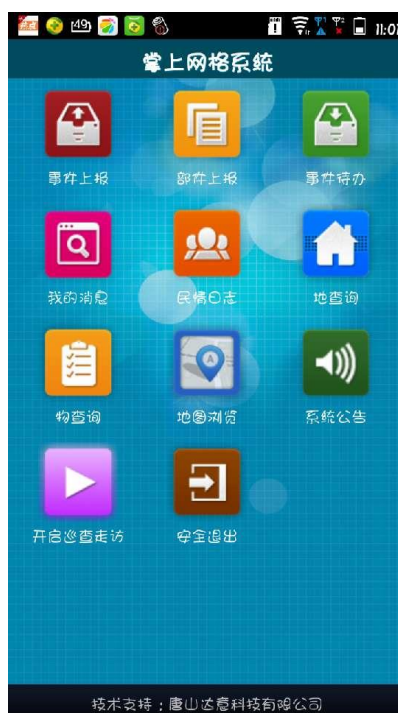 49
11:0
掌上网格系统
事件上报
部件上报
事件待办
我的消息
民情日志
地查询
物查询
地图浏览
系统公告
开启巡查走访
安全退出
技术支持：唐山达意科技有限公司